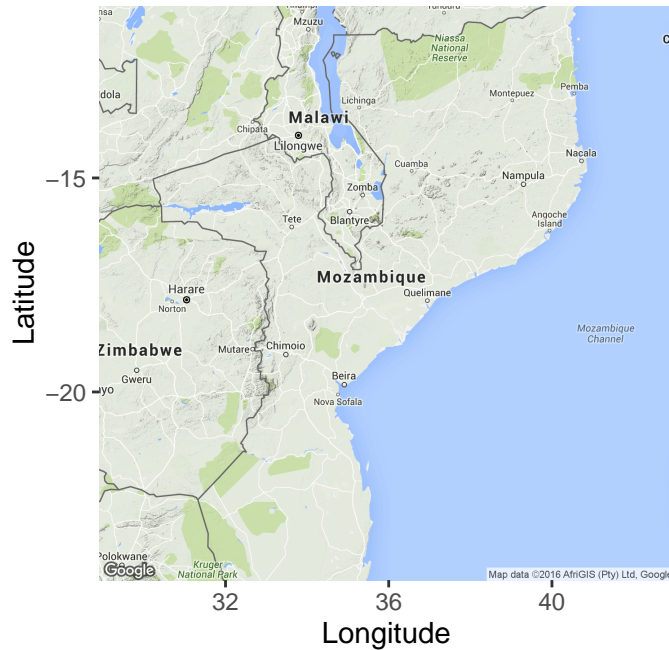 Mzuzu
Niassa
National
Reserve
Pemba
Montepuez
Lichinga
ndola
Malawi
Chipata
Lilongwe
Nacala
Cuamba
Nampula
−15
Zomba
Blantyre
Angoche
Island
Tete
Mozambique
Harare
Norton
Quelimane
Latitude
Mozambique
Channel
Zimbabwe
Mutare
Chimoio
Gweru
Beira
−20
ayo
Nova Sofala
Polokwane
Google
Kruger
National Park
Map data ©2016 AfriGIS (Pty) Ltd, Google
32
36
40
Longitude